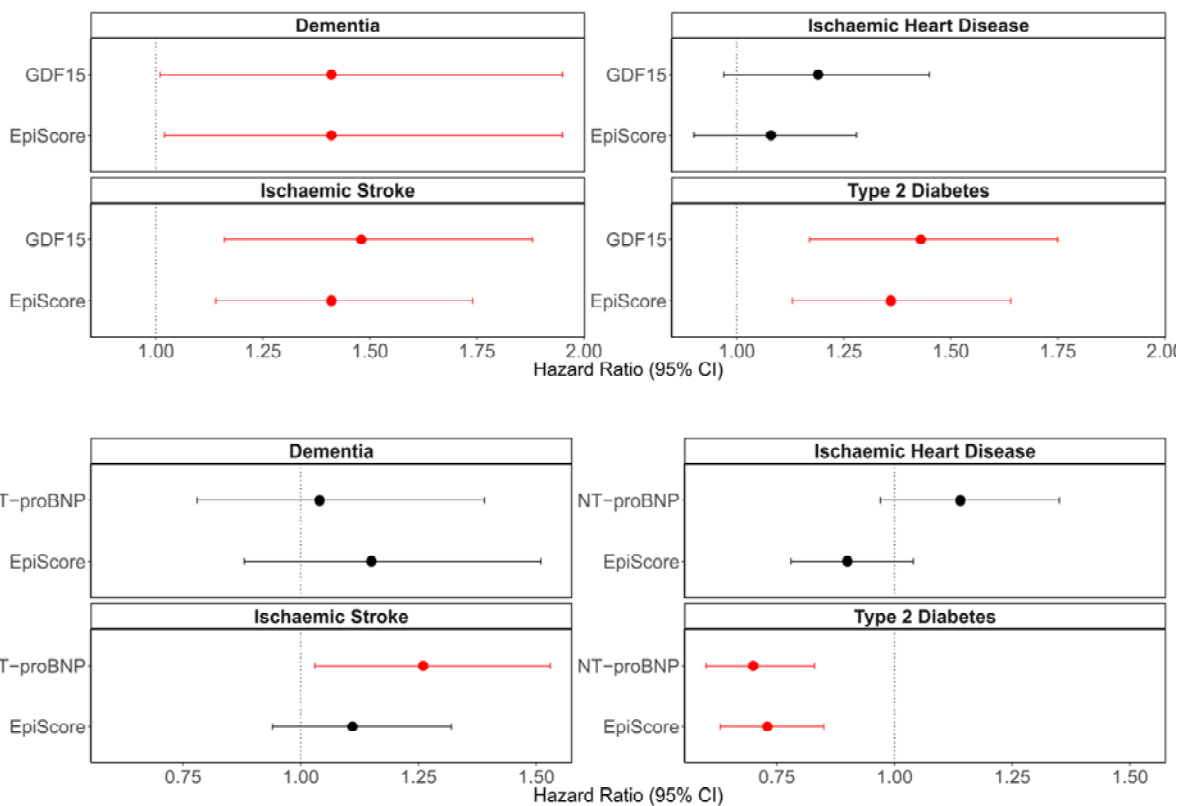 Dementia
Ischaemic Heart Disease
GDF15
EpiScore
GDF15
EpiScore
Ischaemic Stroke
Type 2 Diabetes
GDF15
EpiScore
GDF15
EpiScore
1.00 1.25 1.50 1.75 2.00
1.00 1.25 1.50 1.75 2.00
Hazard Ratio (95% CI)
Dementia
Ischaemic Heart Disease
T-proBNP
EpiScore
NT-proBNP
EpiScore
Ischaemic Stroke
Type 2 Diabetes
T-proBNP
EpiScore
NT-proBNP
EpiScore
0.75 1.00 1.25 1.50
0.75 1.00 1.25 1.50
Hazard Ratio (95% CI)